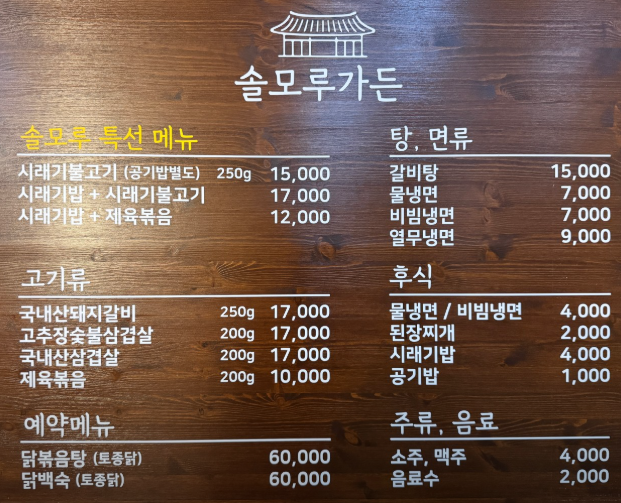 솔모루가든
솔모루 특선 메뉴
시래기불고기 (공기밥별도) 250g 15,000
시래기밥 + 시래기불고기 17,000
시래기밥 + 제육볶음 12,000
고기류
국내산돼지갈비 250g 17,000
고추장숯불삼겹살 200g 17,000
국내산삼겹살 200g 17,000
제육볶음 200g 10,000
예약메뉴
닭볶음탕 (토종닭) 60,000
닭백숙 (토종닭) 60,000
탕, 면류
갈비탕 15,000
물냉면 7,000
비빔냉면 7,000
열무냉면 9,000
후식
물냉면 / 비빔냉면 4,000
된장찌개 2,000
시래기밥 4,000
공기밥 1,000
주류, 음료
소주, 맥주 4,000
음료수 2,000